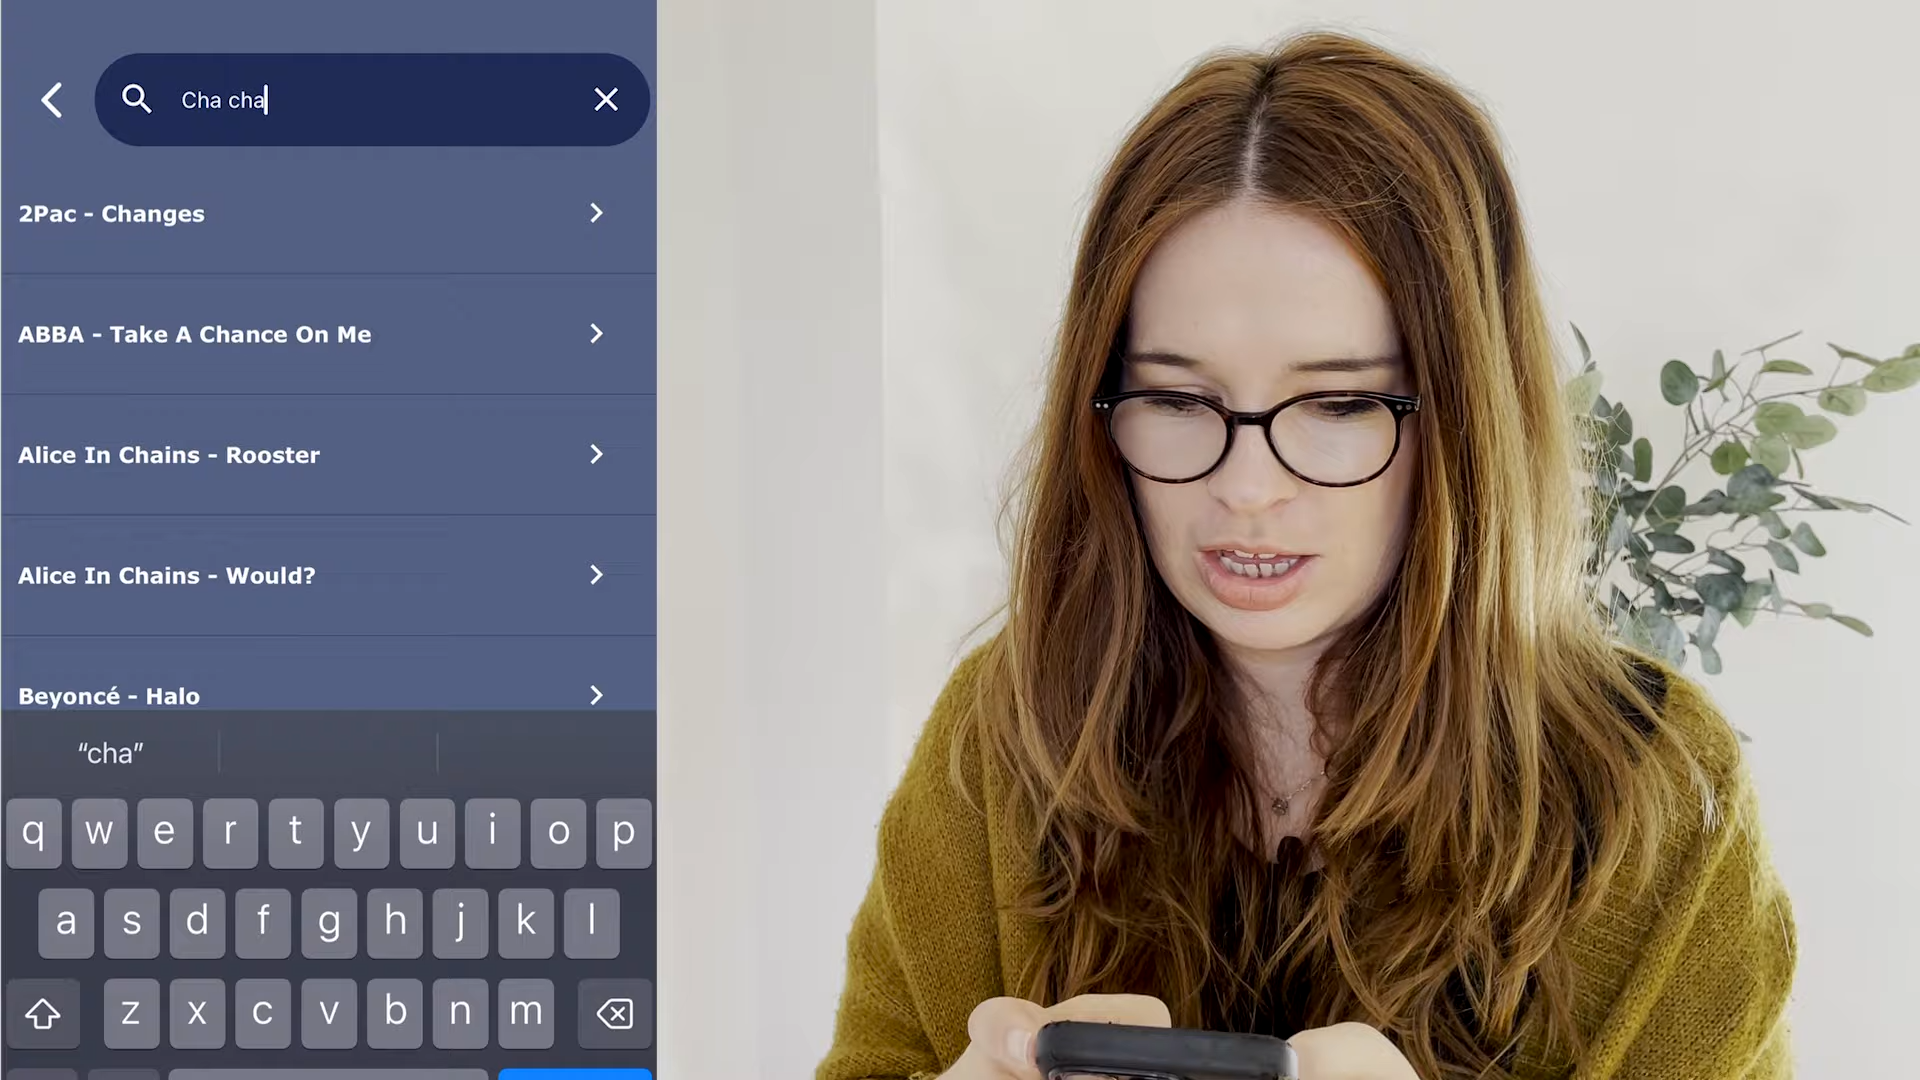 Cha cha
2Pac - Changes
ABBA - Take A Chance On Me
Alice In Chains - Rooster
Alice In Chains - Would?
Beyoncé - Halo
“cha”
q w e r t y u i o p
a s d f g h j k l
z x c v b n m